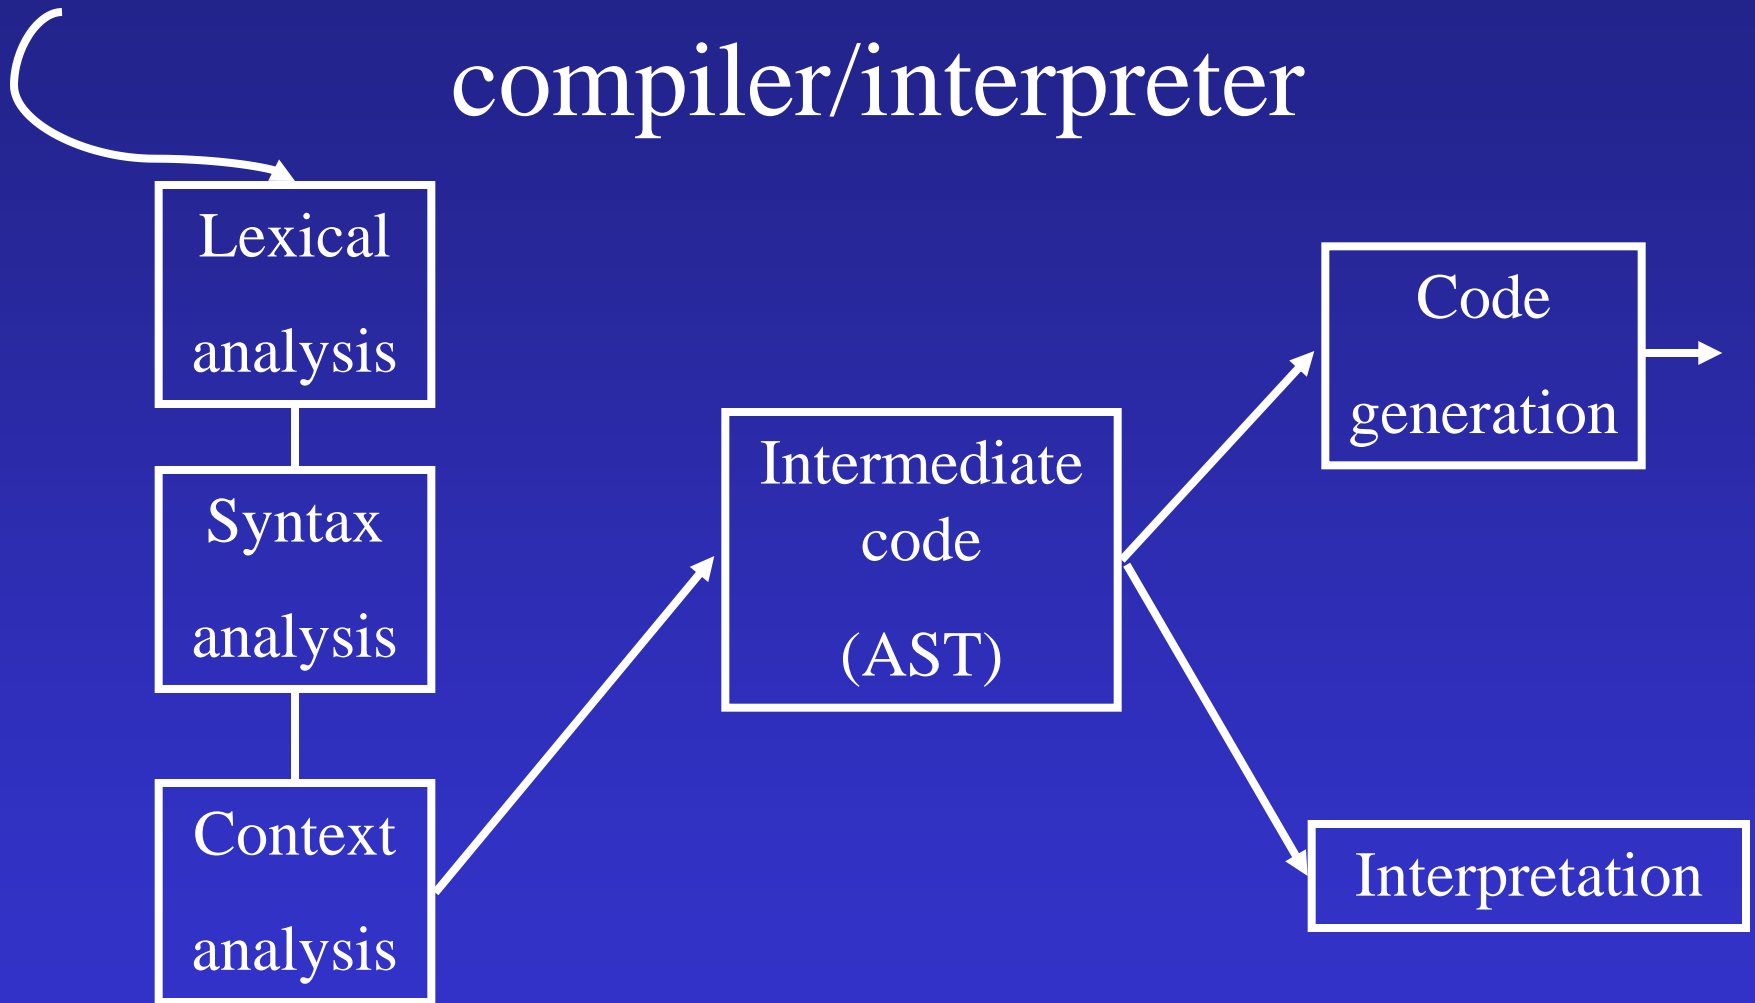 compiler/interpreter
Lexical
analysis
Syntax
analysis
Context
analysis
Intermediate
code
(AST)
Code
generation
Interpretation